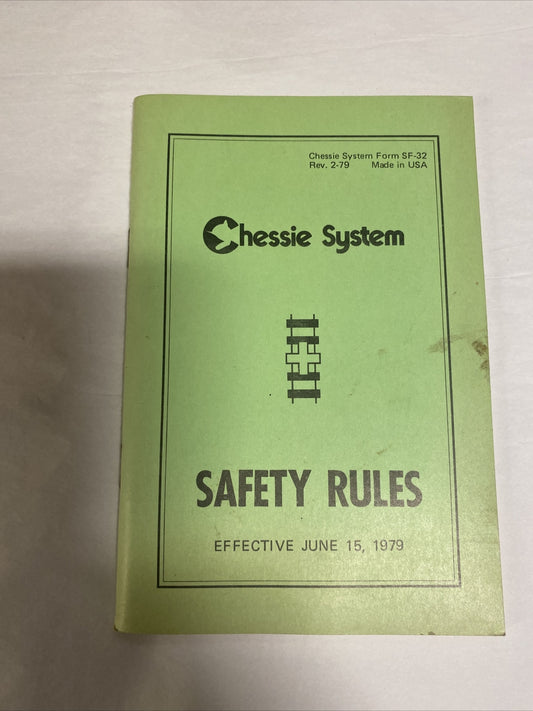 Chessie System Form SF-32
Rev. 2-79 Made in USA
Chessie System
SAFETY RULES
EFFECTIVE JUNE 15, 1979